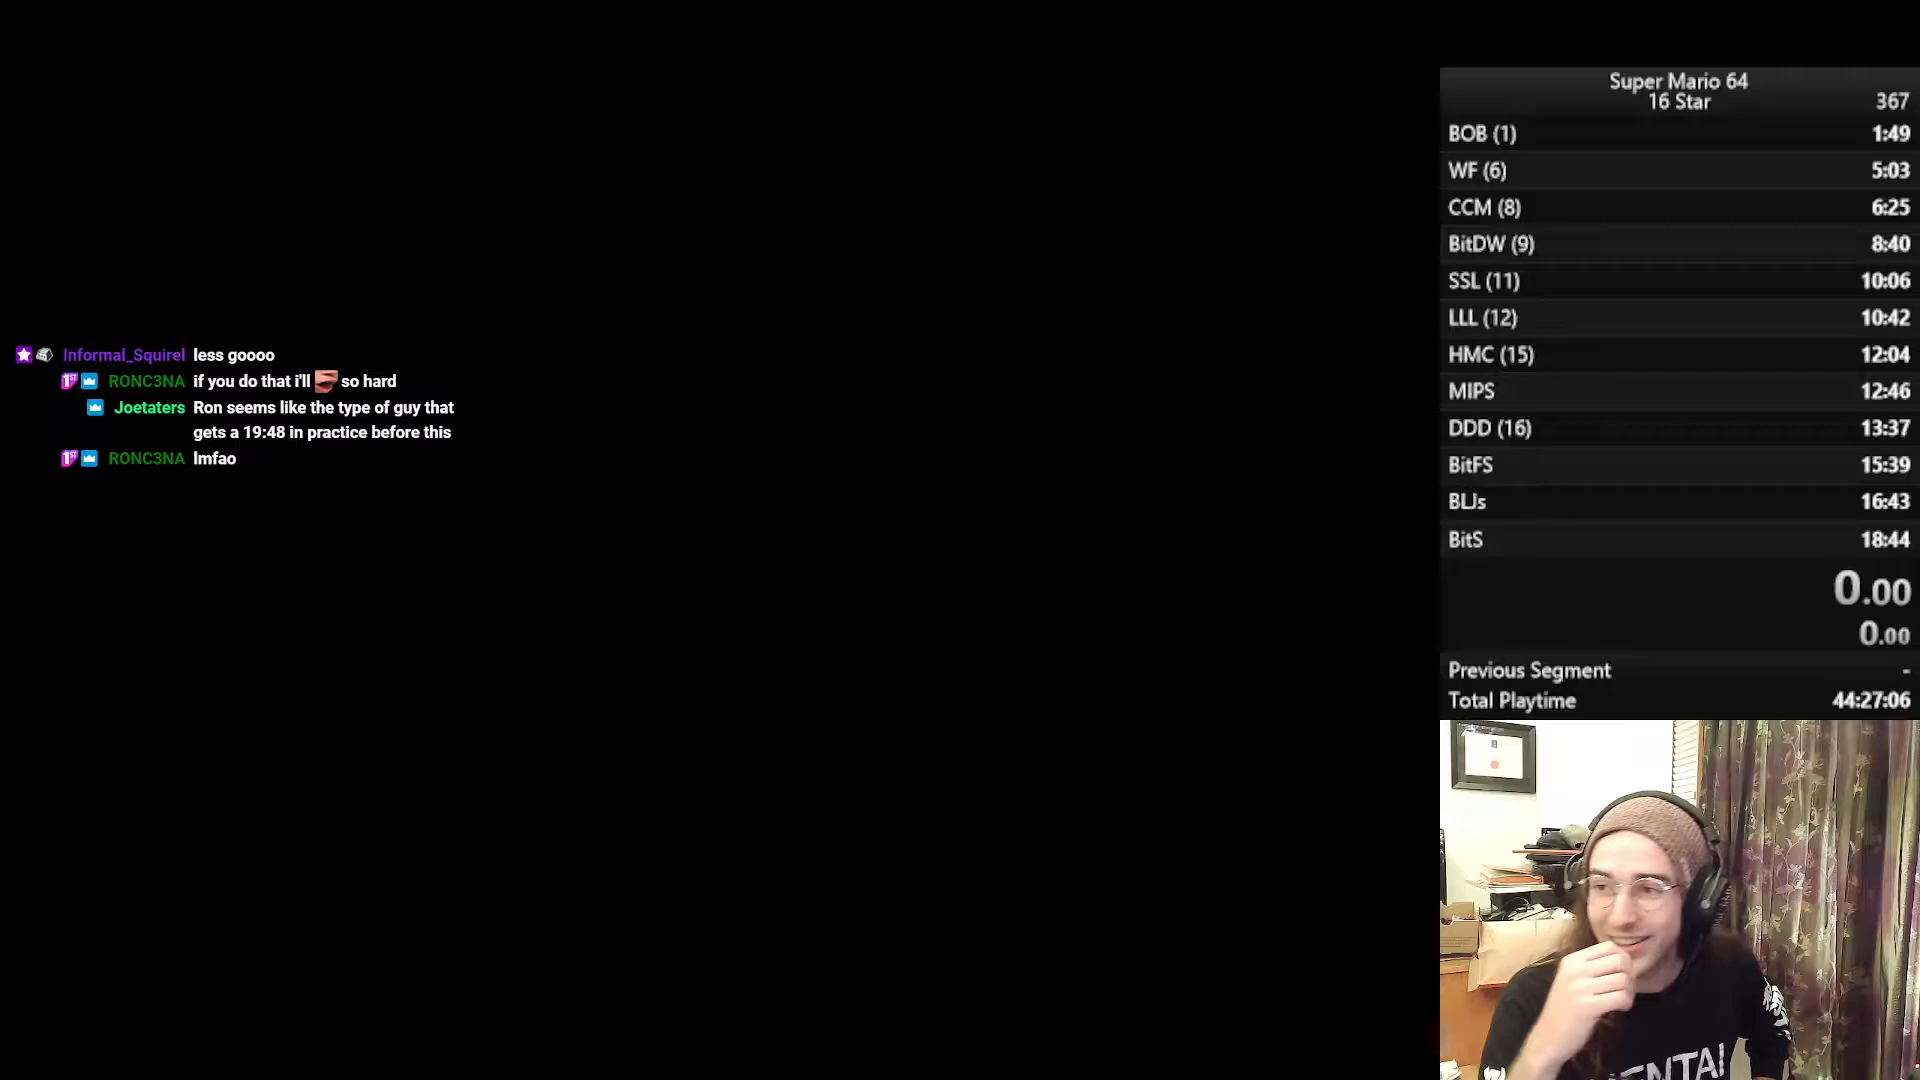 Informal_Squirrel less goooo
RONC3NA if you do that i'll so hard
Joetaters Ron seems like the type of guy that
gets a 19:48 in practice before this
RONC3NA lmfao
Super Mario 64
16 Star 367
BOB (1) 1:49
WF (6) 5:03
CCM (8) 6:25
BitDW (9) 8:40
SSL (11) 10:06
LLL (12) 10:42
HMC (15) 12:04
MIPS 12:46
DDD (16) 13:37
BitFS 15:39
BLJs 16:43
BitS 18:44
0.00
0.00
Previous Segment -
Total Playtime 44:27:06